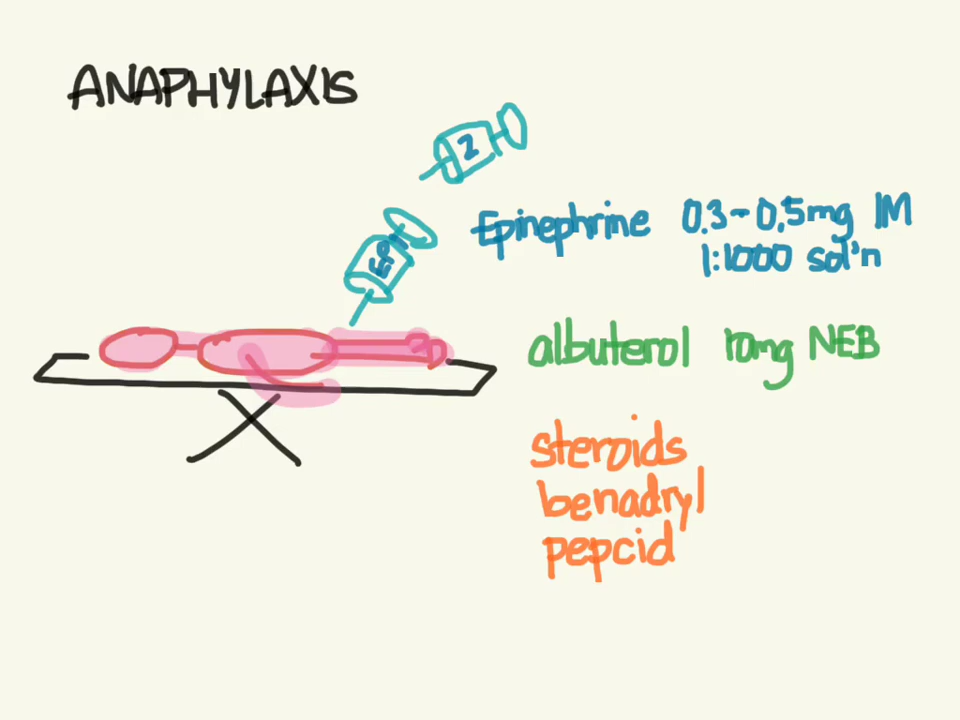 ANAPHYLAXIS
2
EPI
Epinephrine 0.3-0.5mg IM
1:1000 sol'n
albuterol 10mg NEB
steroids
benadryl
pepcid